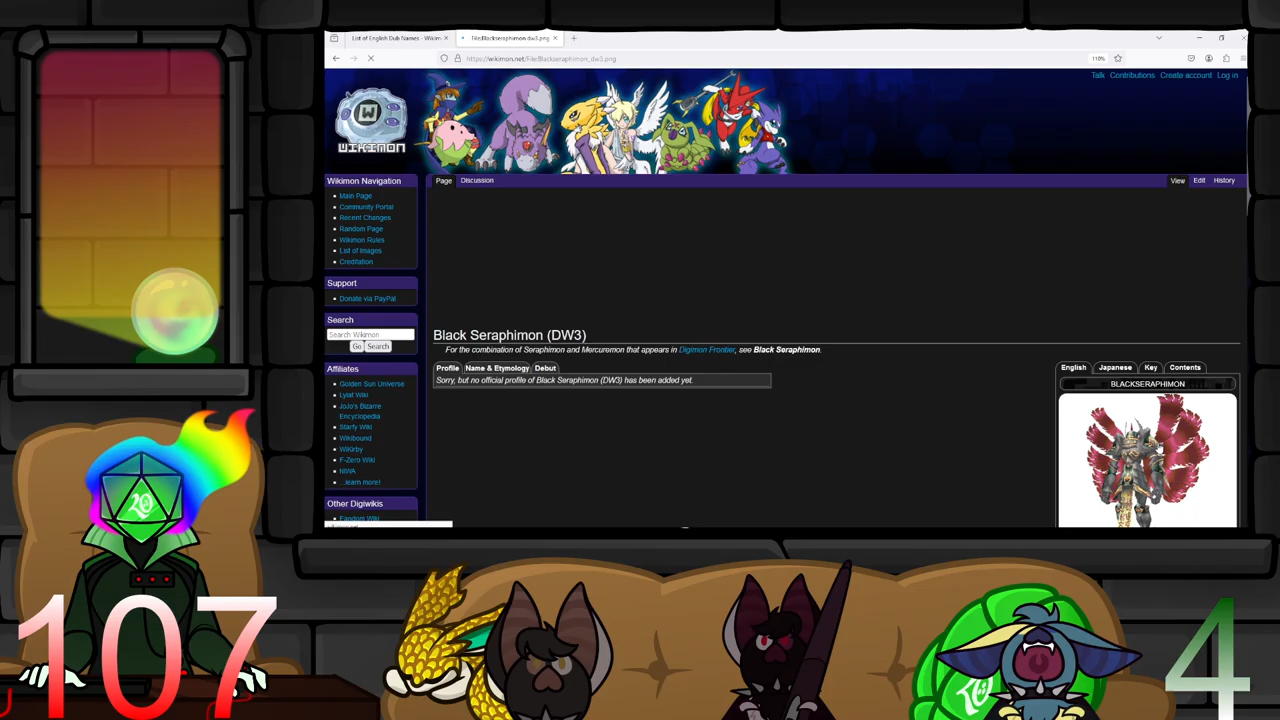 List of English Dub Names - Wikim
File:Blackseraphimon dw3.png
https://wikimon.net/File:Blackseraphimon_dw3.png
110%
Talk Contributions Create account Log in
W
WIKIMON
Wikimon Navigation
Main Page
Community Portal
Recent Changes
Random Page
Wikimon Rules
List of Images
Creditation
Support
Donate via PayPal
Search
Search Wikimon
Go Search
Affiliates
Golden Sun Universe
Lylat Wiki
JoJo's Bizarre
Encyclopedia
Starfy Wiki
Wikibound
WiKirby
F-Zero Wiki
NIWA
...learn more!
Other Digiwikis
Fandom Wiki
Page Discussion
View Edit History
Black Seraphimon (DW3)
For the combination of Seraphimon and Mercuremon that appears in Digimon Frontier, see Black Seraphimon.
Profile Name & Etymology Debut
Sorry, but no official profile of Black Seraphimon (DW3) has been added yet.
English Japanese Key Contents
BLACKSERAPHIMON
20
107
20
4